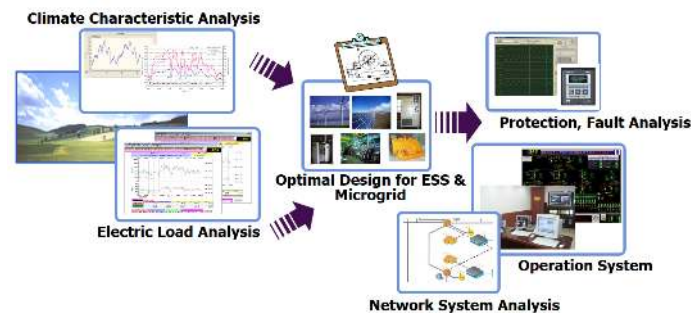 Climate Characteristic Analysis
Protection, Fault Analysis
Optimal Design for ESS &
Microgrid
Electric Load Analysis
Operation System
Network System Analysis